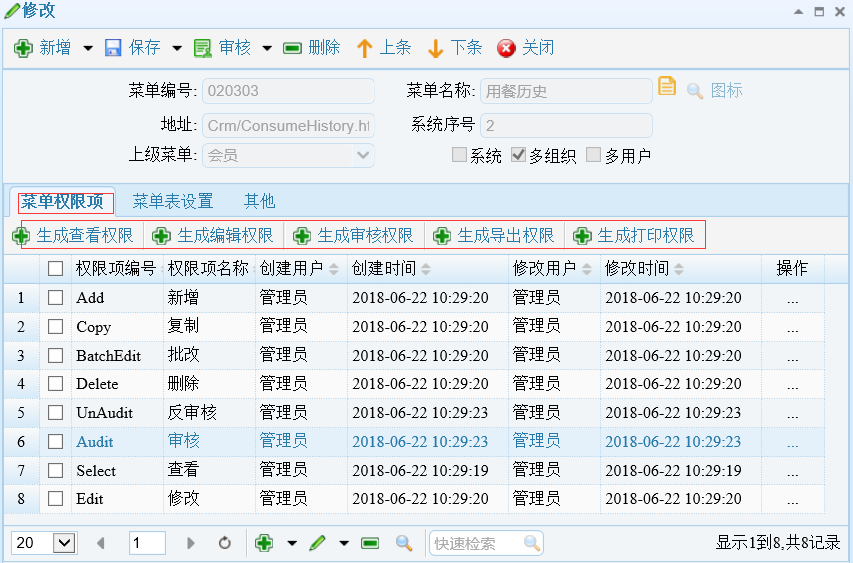 修改
新增 保存 审核 删除 上条 下条 关闭
菜单编号: 020303 菜单名称: 用餐历史 图标
地址: Crm/ConsumeHistory.ht 系统序号 2
上级菜单: 会员 系统 多组织 多用户
菜单权限项 菜单表设置 其他
生成查看权限 生成编辑权限 生成审核权限 生成导出权限 生成打印权限
权限项编号 权限项名称 创建用户 创建时间 修改用户 修改时间 操作
1 Add 新增 管理员 2018-06-22 10:29:20 管理员 2018-06-22 10:29:20 ...
2 Copy 复制 管理员 2018-06-22 10:29:20 管理员 2018-06-22 10:29:20 ...
3 BatchEdit 批改 管理员 2018-06-22 10:29:20 管理员 2018-06-22 10:29:20 ...
4 Delete 删除 管理员 2018-06-22 10:29:20 管理员 2018-06-22 10:29:20 ...
5 UnAudit 反审核 管理员 2018-06-22 10:29:23 管理员 2018-06-22 10:29:23 ...
6 Audit 审核 管理员 2018-06-22 10:29:23 管理员 2018-06-22 10:29:23 ...
7 Select 查看 管理员 2018-06-22 10:29:19 管理员 2018-06-22 10:29:19 ...
8 Edit 修改 管理员 2018-06-22 10:29:20 管理员 2018-06-22 10:29:20 ...
20 1 快速检索 显示1到8,共8记录